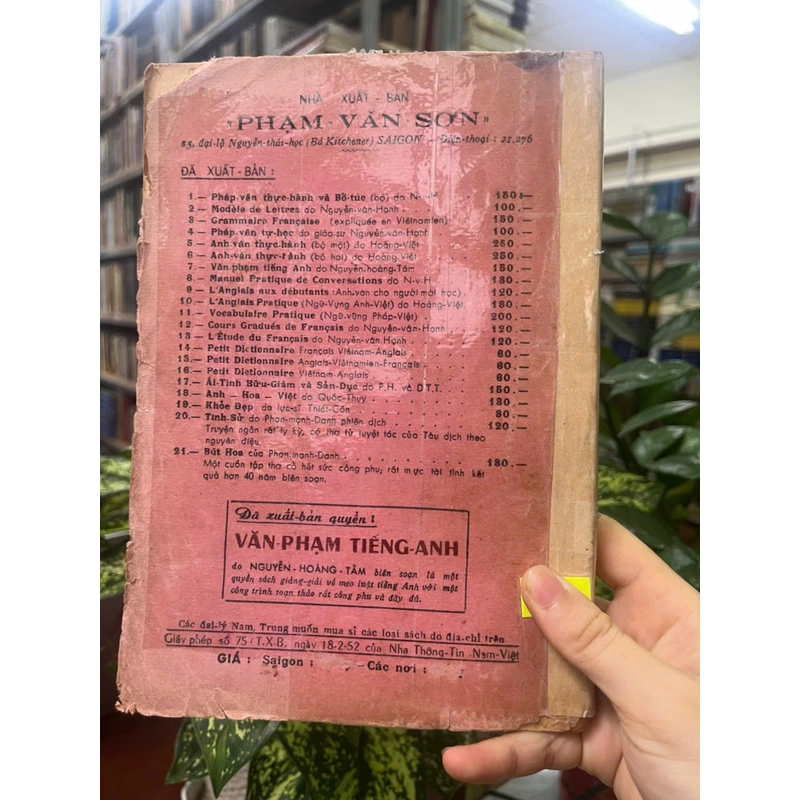 NHÀ XUẤT-BẢN
"PHẠM-VĂN-SƠN"
25, đại-lộ Nguyễn-thái-học (Bd Kitchener) SAIGON — Điện-thoại : 21.276
ĐÃ XUẤT-BẢN :
1.— Pháp-văn thực-hành và Bổ-túc (bộ) do N.v.H. 150.—
2.— Modèle de Lettres do Nguyễn-văn-Hạnh . . . 100.—
3.— Grammaire Française (expliquée en Viêtnamien) 150.—
4.— Pháp-văn tự-học do giáo-sư Nguyễn-văn-Hạnh 100.—
5.— Anh-văn thực-hành (bộ một) do Hoàng-Việt 250.—
6.— Anh-văn thực-hành (bộ hai) do Hoàng-Việt 250.—
7.— Văn-phạm tiếng Anh do Nguyễn-hoàng-Tâm 150.—
8.— Manuel Pratique de Conversations do N-v-H 180.—
9.— L'Anglais aux débutants (Anh-văn cho người mới học) 120.—
10.— L'Anglais Pratique (Ngữ-Vựng Anh-Việt) do Hoàng-Việt 180.—
11.— Vocabulaire Pratique (Ngữ-vựng Pháp-Việt) 200.—
12.— Cours Gradués de Français do Nguyễn-văn-Hạnh 120.—
13.— L'Étude du Français do Nguyễn-văn-Hạnh 120.—
14.— Petit Dictionnaire Français Viêtnam-Anglais 60.—
15.— Petit Dictionnaire Anglais-Viêtnamien-Français 60.—
16.— Petit Dictionnaire Viêtnam-Anglais 60.—
17.— Ái-Tình Bửu-Giám và Sản-Dục do P.H. và D.T.T. 150.—
18.— Anh — Hoa — Việt do Quốc-Thụy 180.—
19.— Khỏe Đẹp do lực-sĩ Thiết-Côn 80.—
20.— Tình-Sử do Phan-mạnh-Danh phiên dịch 120.—
Truyện ngắn rất ly kỳ, có thơ từ tuyệt tác của Tàu dịch theo
nguyên điệu.
21.— Bút Hoa của Phan-mạnh-Danh 180.—
Một cuốn tập thơ cổ hết sức công phu, rất mực tài tình kết
quả hơn 40 năm biên soạn.
Đã xuất-bản quyển :
VĂN-PHẠM TIẾNG-ANH
do NGUYỄN-HOÀNG-TÂM biên soạn là một
quyển sách giảng-giải về mẹo luật tiếng Anh với một
công trình soạn thảo rất công phu và đầy đủ.
Các đại-lý Nam, Trung muốn mua sỉ các loại sách do địa-chỉ trên
Giấy phép số 75/T.X.B. ngày 18-2-52 của Nha Thông-Tin Nam-Việt
GIÁ : Saigon : Các nơi :